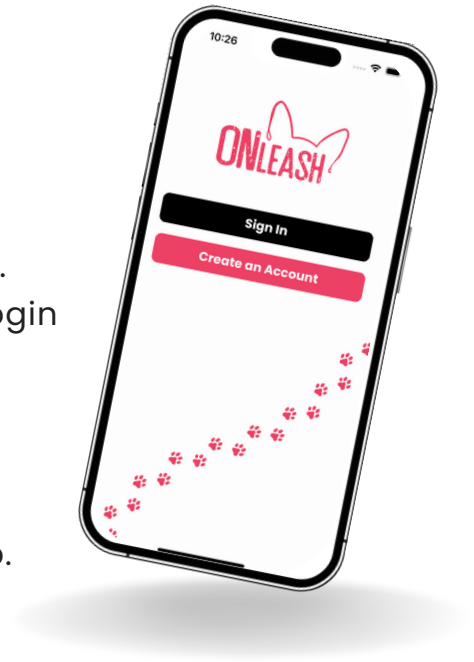 10:26
ONLEASH
Sign In
Create an Account
.
ogin
.